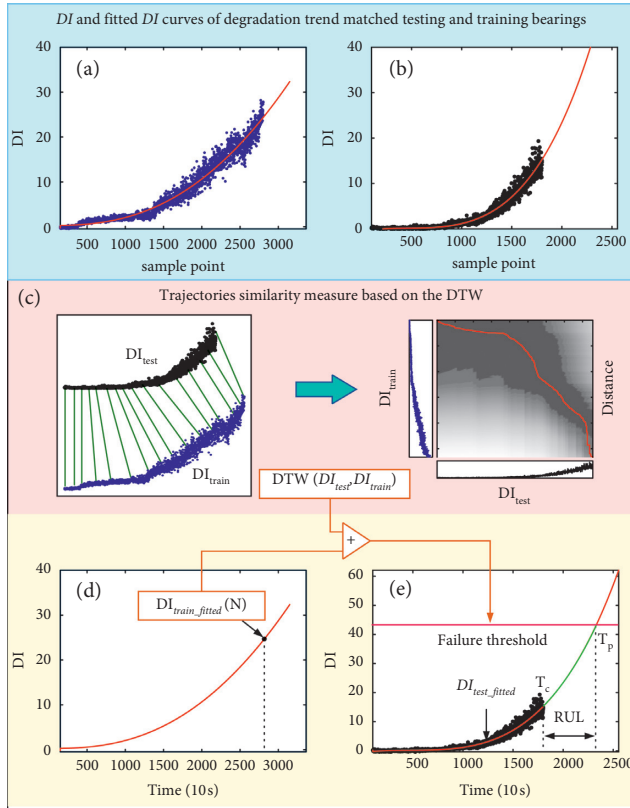 DI and fitted DI curves of degradation trend matched testing and training bearings
(a)
DI
40
30
20
10
0
500 1000 1500 2000 2500 3000
sample point
(b)
DI
40
30
20
10
0
500 1000 1500 2000 2500
sample point
(c)
Trajectories similarity measure based on the DTW
DI_test
DI_train
DI_train
Distance
DI_test
DTW (DI_test,DI_train)
+
(d)
DI
40
30
20
10
0
DI_train_fitted (N)
500 1000 1500 2000 2500 3000
Time (10 s)
(e)
DI
60
50
40
30
20
10
0
Failure threshold
T_p
T_c
DI_test_fitted
RUL
500 1000 1500 2000 2500
Time (10 s)